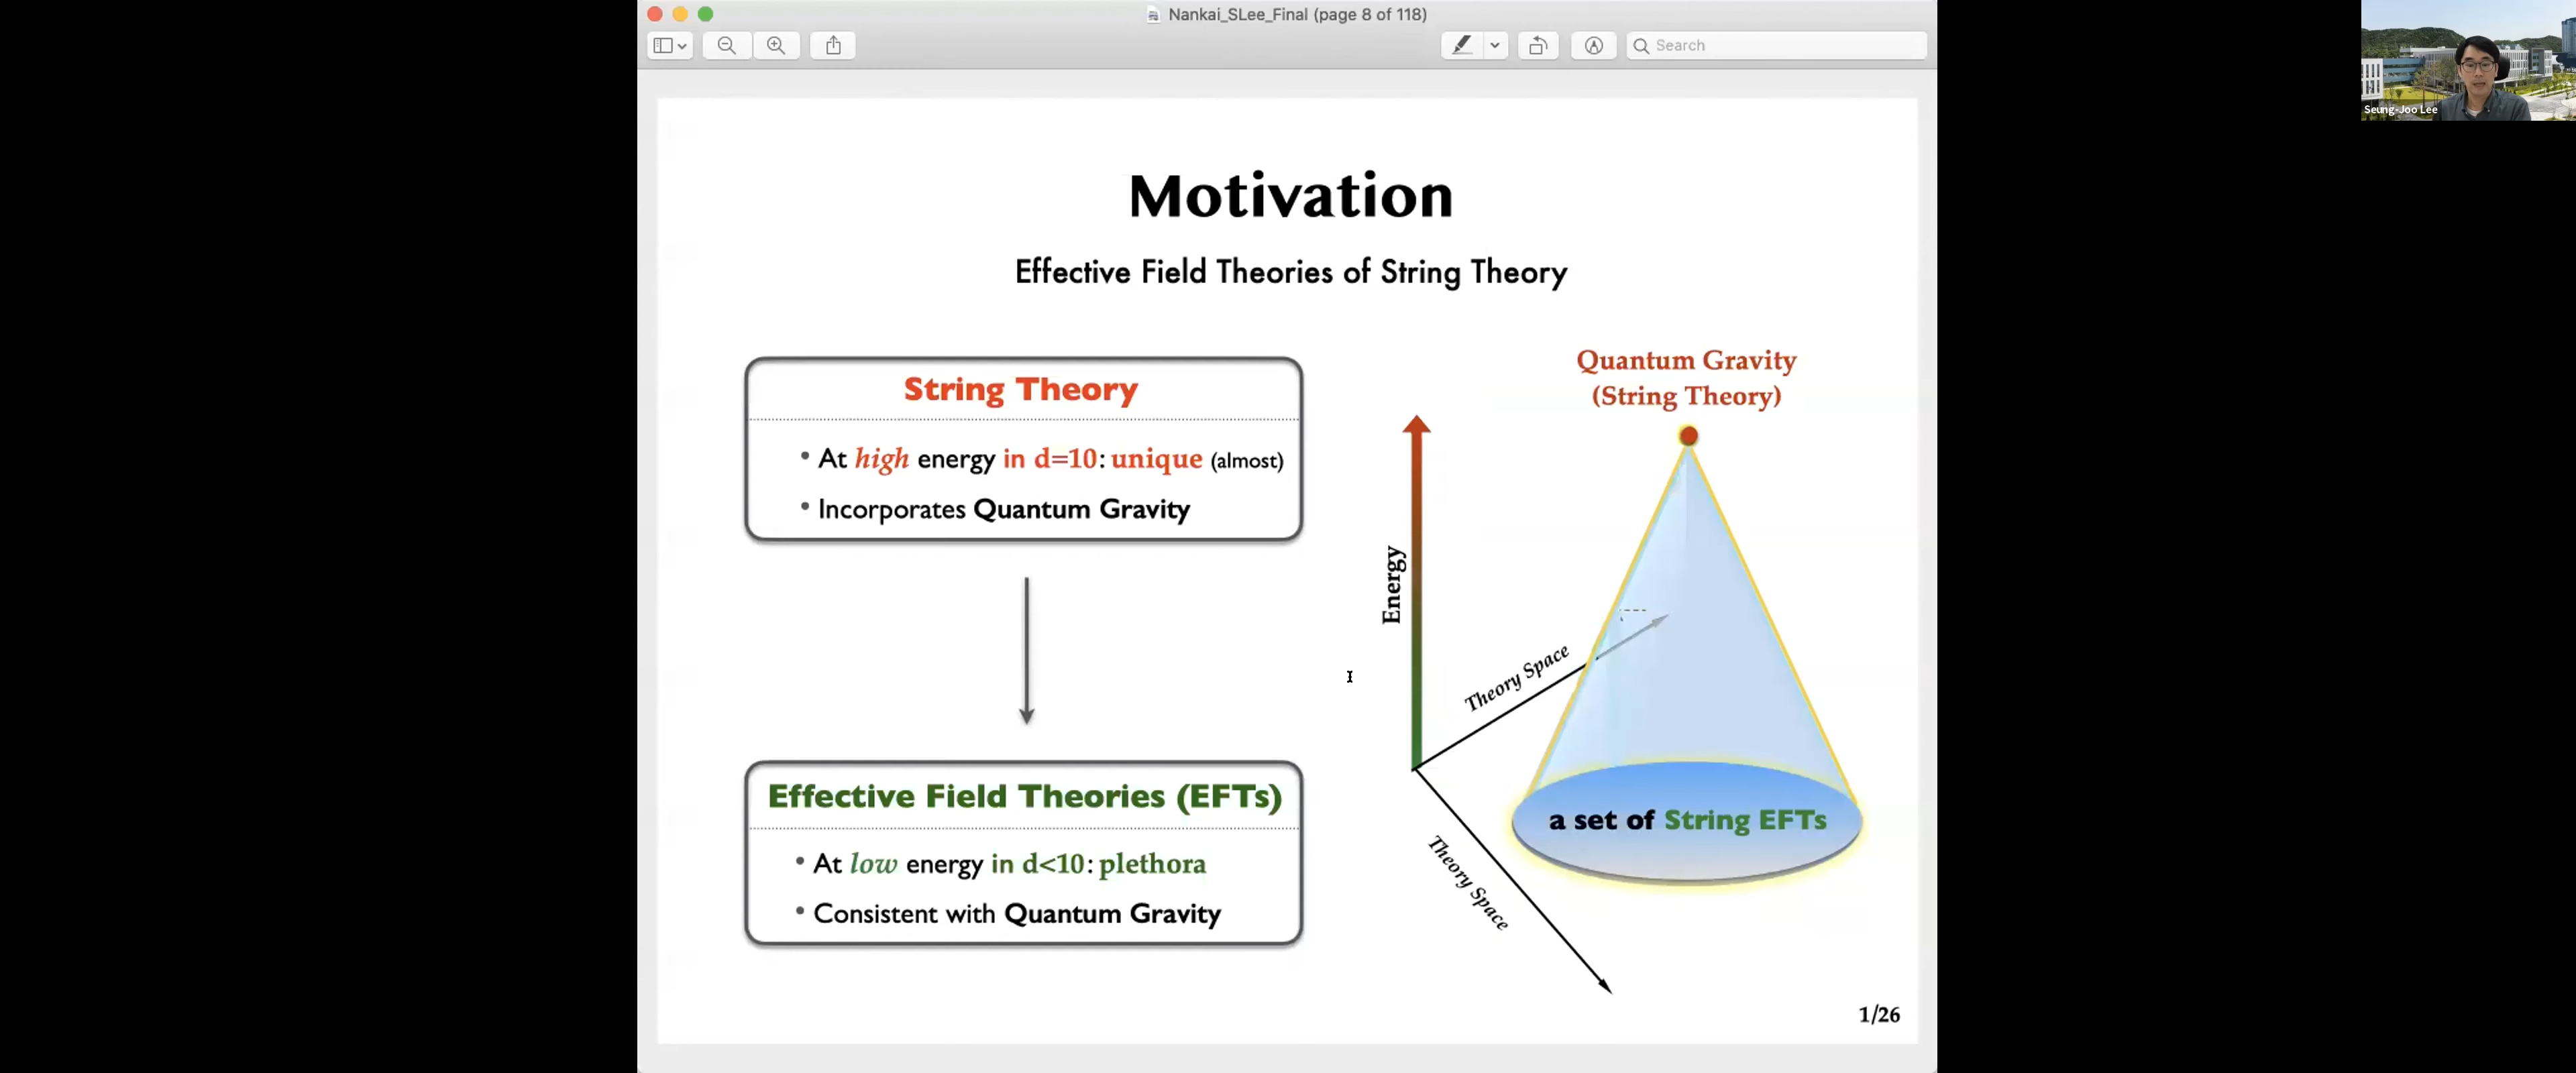 Nankai_SLee_Final (page 8 of 118)
Search
Seung-Joo Lee
Motivation
Effective Field Theories of String Theory
String Theory
• At high energy in d=10: unique (almost)
• Incorporates Quantum Gravity
Effective Field Theories (EFTs)
• At low energy in d<10: plethora
• Consistent with Quantum Gravity
Quantum Gravity
(String Theory)
Energy
Theory Space
Theory Space
a set of String EFTs
1/26